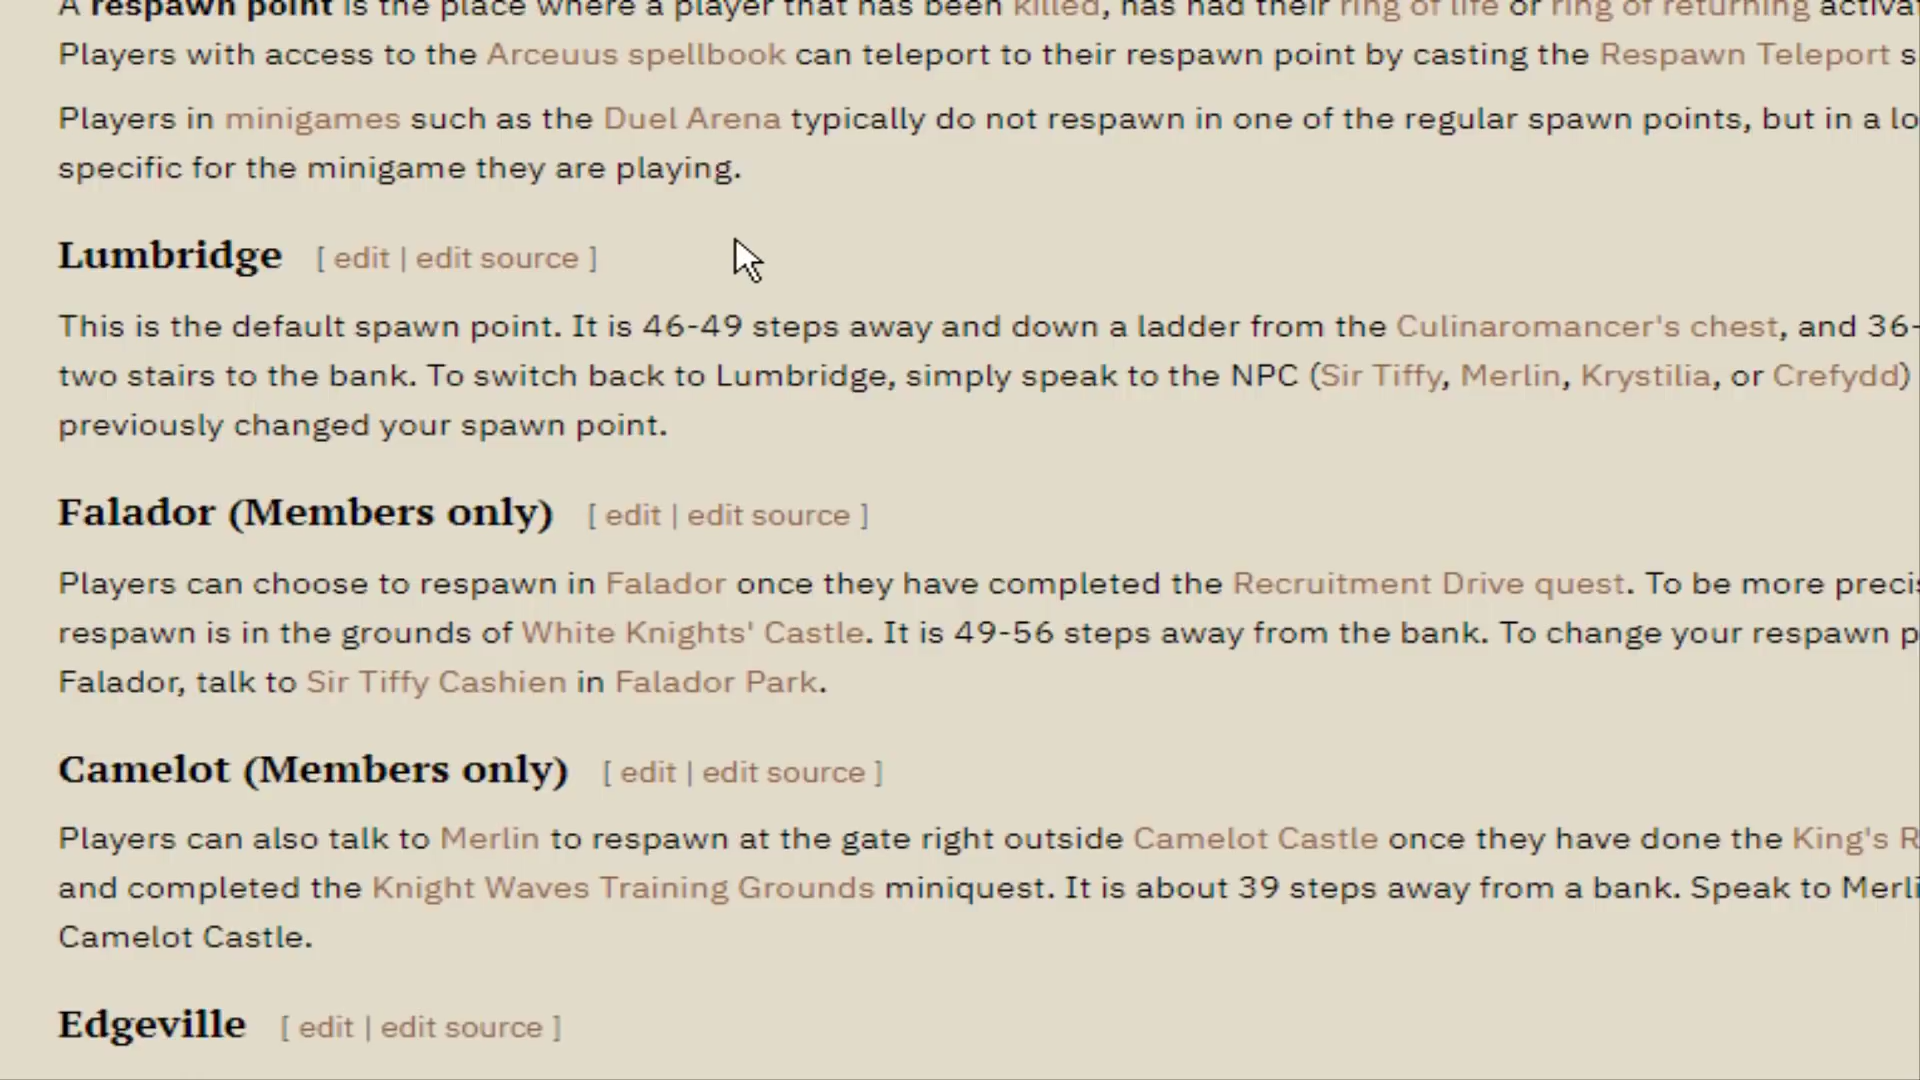 A respawn point is the place where a player that has been killed, has had their ring of life or ring of returning
Players with access to the Arceuus spellbook can teleport to their respawn point by casting the Respawn Teleport
Players in minigames such as the Duel Arena typically do not respawn in one of the regular spawn points, but in a
specific for the minigame they are playing.
Lumbridge [ edit | edit source ]
This is the default spawn point. It is 46-49 steps away and down a ladder from the Culinaromancer's chest, and 36-
two stairs to the bank. To switch back to Lumbridge, simply speak to the NPC (Sir Tiffy, Merlin, Krystilia, or Crefydd)
previously changed your spawn point.
Falador (Members only) [ edit | edit source ]
Players can choose to respawn in Falador once they have completed the Recruitment Drive quest. To be more
respawn is in the grounds of White Knights' Castle. It is 49-56 steps away from the bank. To change your respawn
Falador, talk to Sir Tiffy Cashien in Falador Park.
Camelot (Members only) [ edit | edit source ]
Players can also talk to Merlin to respawn at the gate right outside Camelot Castle once they have done the King's
and completed the Knight Waves Training Grounds miniquest. It is about 39 steps away from a bank. Speak to
Camelot Castle.
Edgeville [ edit | edit source ]